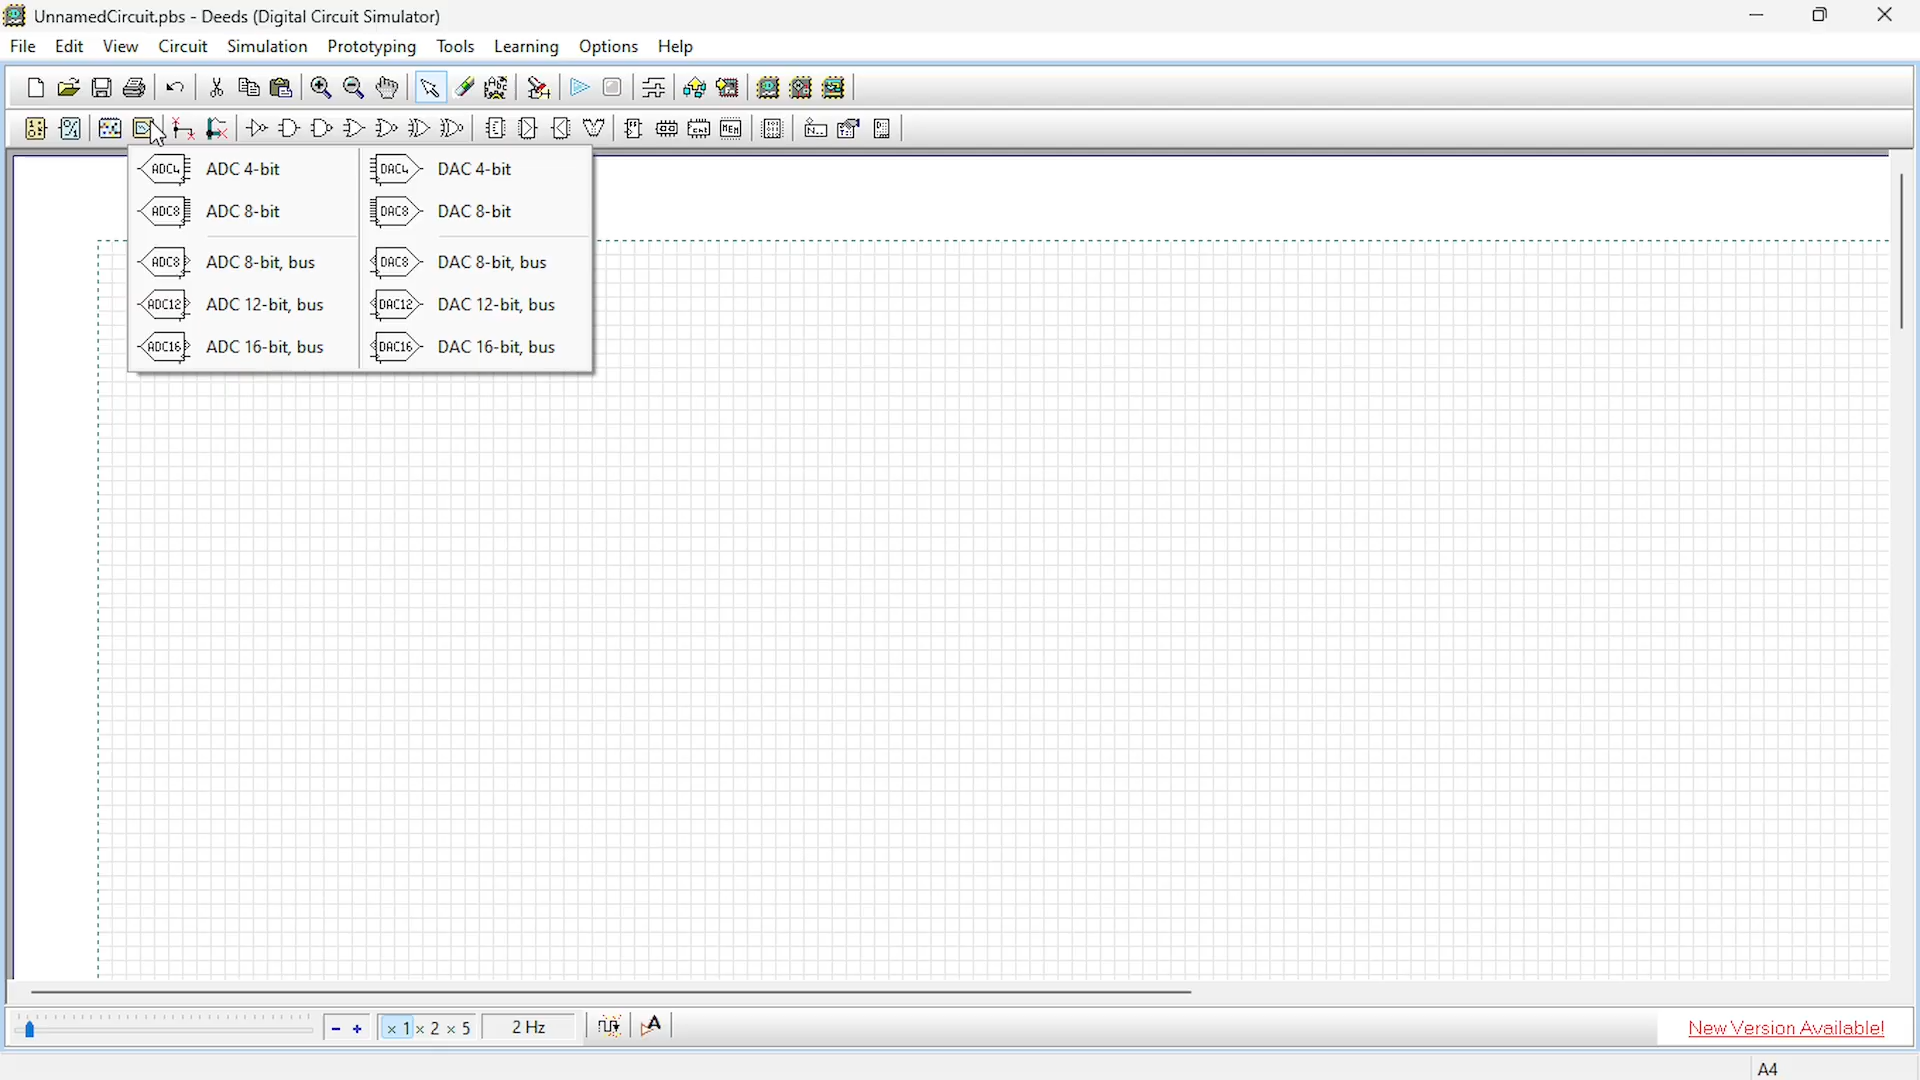 UnnamedCircuit.pbs - Deeds (Digital Circuit Simulator)
File Edit View Circuit Simulation Prototyping Tools Learning Options Help
ADC4 ADC 4-bit DAC4 DAC 4-bit
ADC8 ADC 8-bit DAC8 DAC 8-bit
ADC8 ADC 8-bit, bus DAC8 DAC 8-bit, bus
ADC12 ADC 12-bit, bus DAC12 DAC 12-bit, bus
ADC16 ADC 16-bit, bus DAC16 DAC 16-bit, bus
- + x 1 x 2 x 5 2 Hz A New Version Available!
A4